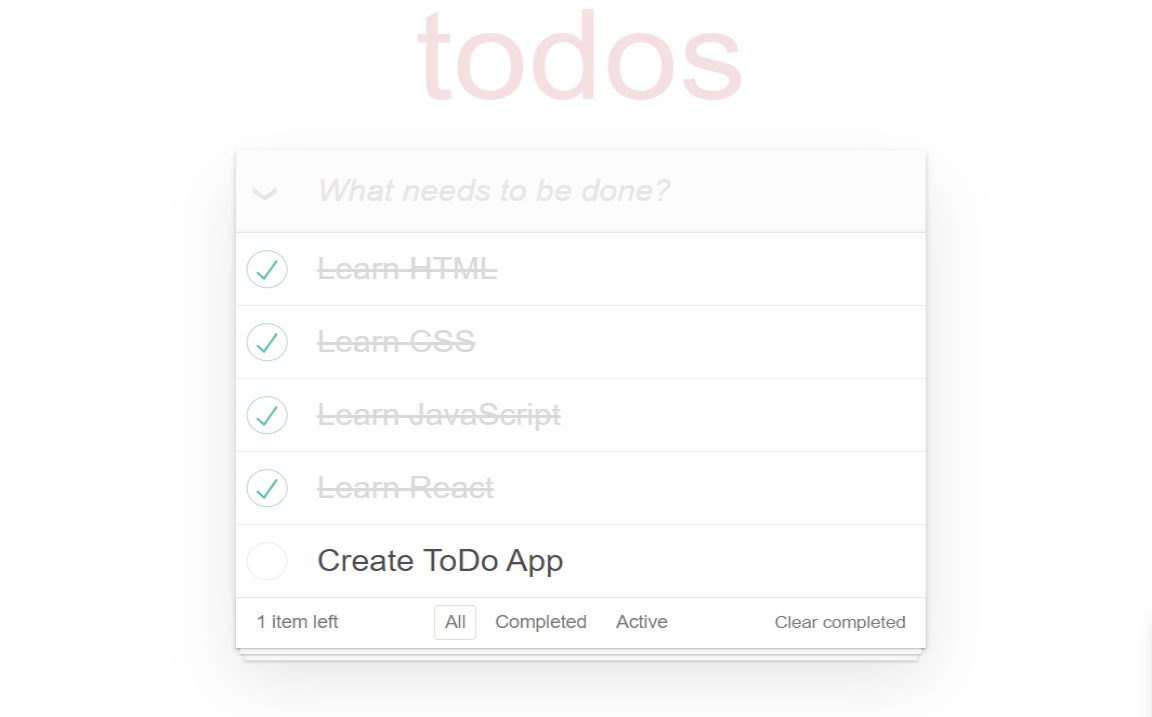 todos
What needs to be done?
Learn HTML
Learn CSS
Learn JavaScript
Learn React
Create ToDo App
1 item left All Completed Active Clear completed